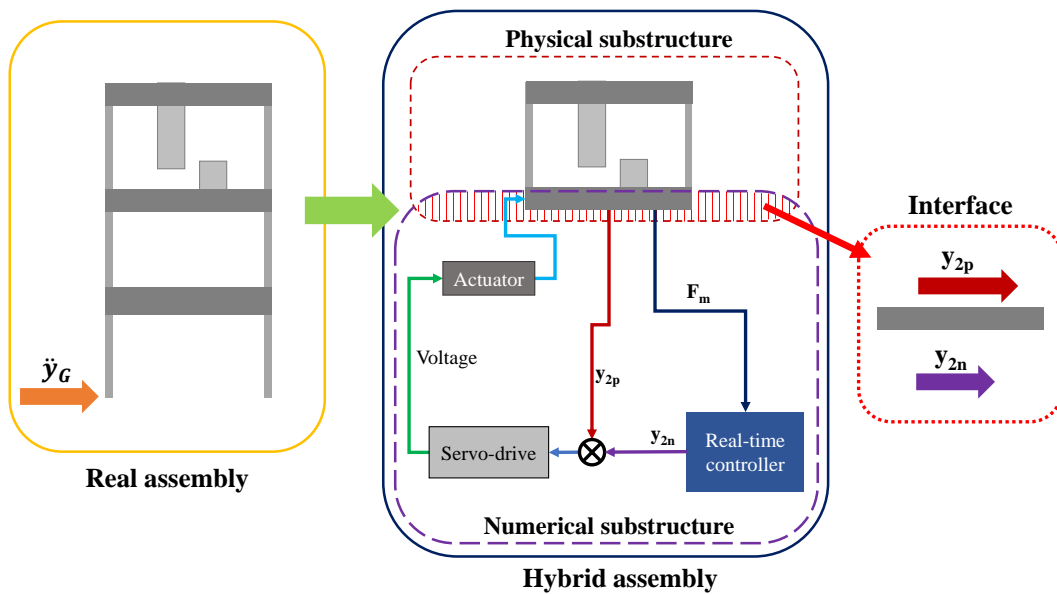 Physical substructure
Interface
y₂ₚ
Actuator
Fₘ
ÿ_G
Voltage
y₂ₚ
y₂ₙ
y₂ₙ
Servo-drive
Real-time
controller
Real assembly
Numerical substructure
Hybrid assembly